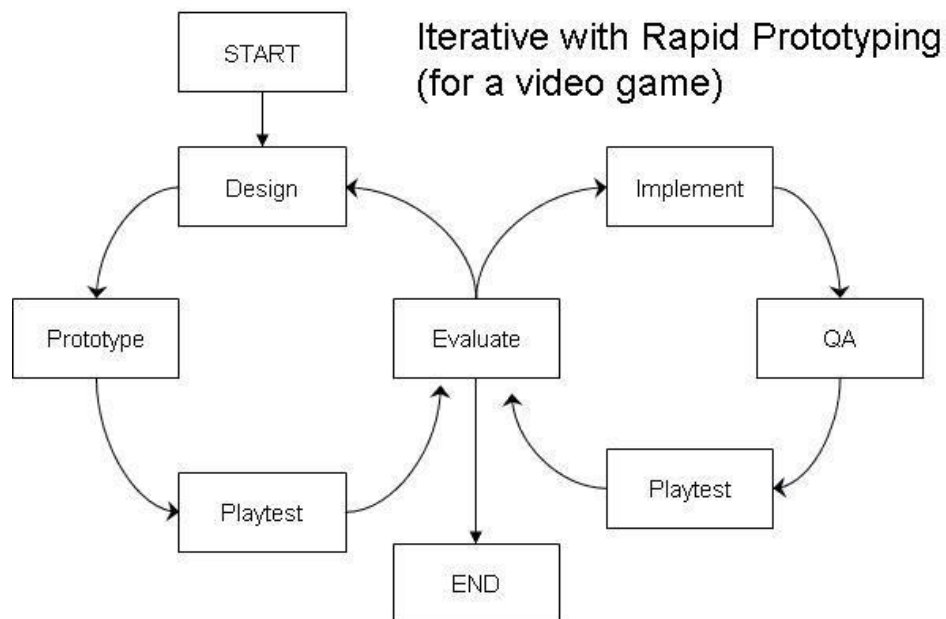 START
Iterative with Rapid Prototyping
(for a video game)
Design
Implement
Prototype
Evaluate
QA
Playtest
Playtest
END